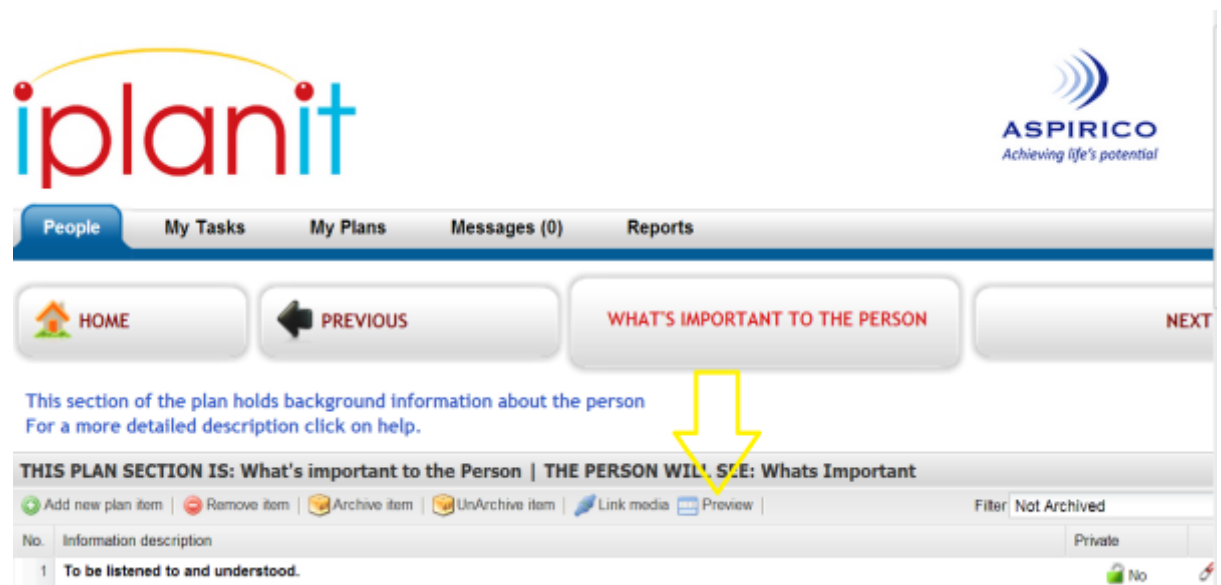 iplanit
ASPIRICO
Achieving life's potential
People My Tasks My Plans Messages (0) Reports
HOME PREVIOUS WHAT'S IMPORTANT TO THE PERSON NEXT
This section of the plan holds background information about the person
For a more detailed description click on help.
THIS PLAN SECTION IS: What's important to the Person | THE PERSON WILL SEE: Whats Important
Add new plan item | Remove item | Archive item | UnArchive item | Link media Preview | Filter Not Archived
No. Information description Private
1 To be listened to and understood. No